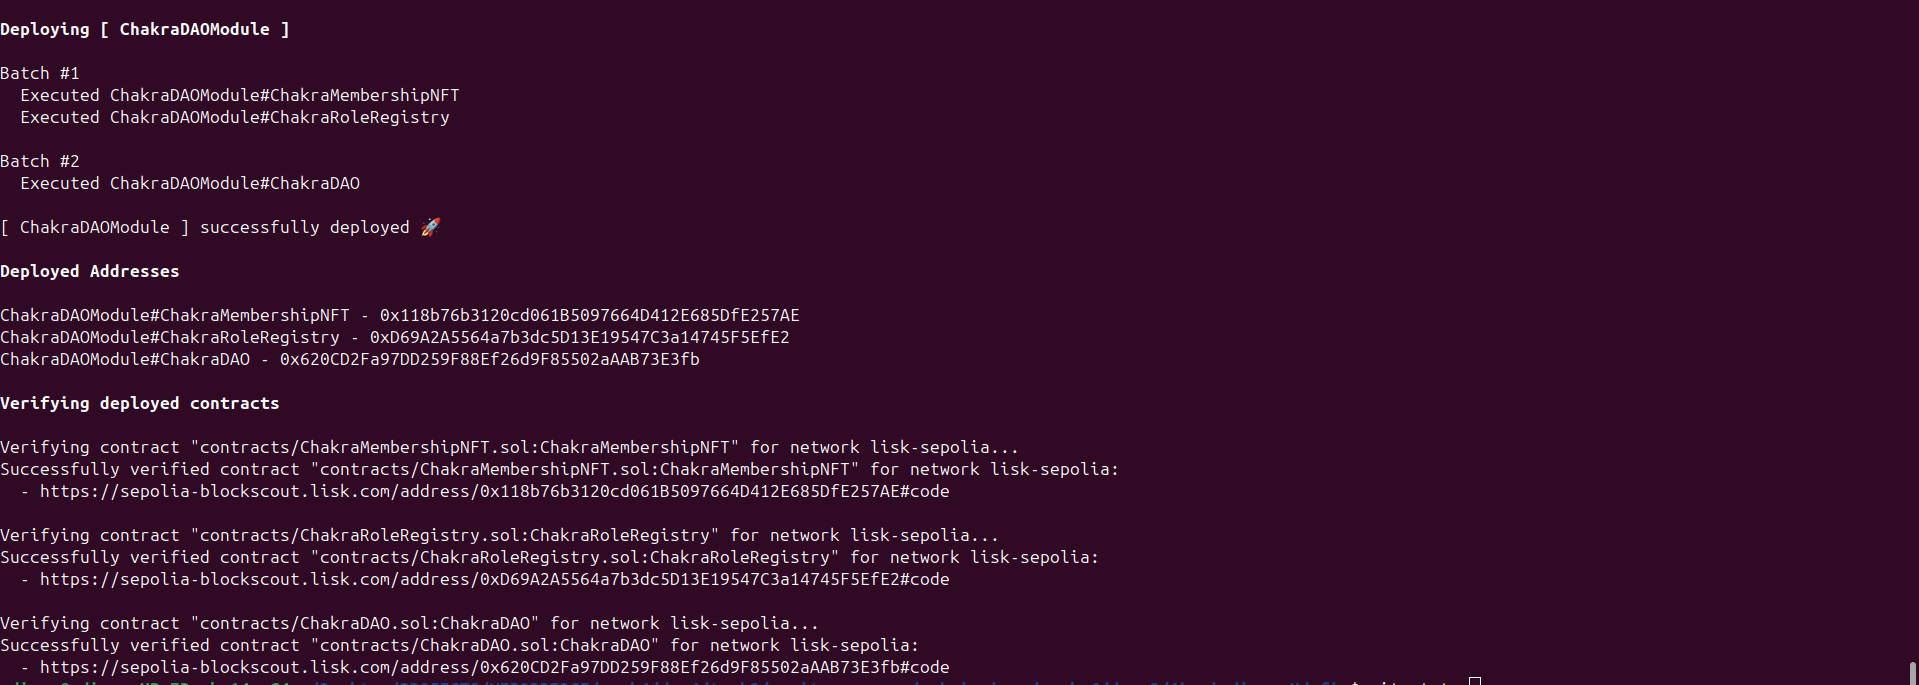 Deploying [ ChakraDAOModule ]
Batch #1
Executed ChakraDAOModule#ChakraMembershipNFT
Executed ChakraDAOModule#ChakraRoleRegistry
Batch #2
Executed ChakraDAOModule#ChakraDAO
[ ChakraDAOModule ] successfully deployed 🚀
Deployed Addresses
ChakraDAOModule#ChakraMembershipNFT - 0x118b76b3120cd061B5097664D412E685DfE257AE
ChakraDAOModule#ChakraRoleRegistry - 0xD69A2A5564a7b3dc5D13E19547C3a14745F5EfE2
ChakraDAOModule#ChakraDAO - 0x620CD2Fa97DD259F88Ef26d9F85502aAAB73E3fb
Verifying deployed contracts
Verifying contract "contracts/ChakraMembershipNFT.sol:ChakraMembershipNFT" for network lisk-sepolia...
Successfully verified contract "contracts/ChakraMembershipNFT.sol:ChakraMembershipNFT" for network lisk-sepolia:
- https://sepolia-blockscout.lisk.com/address/0x118b76b3120cd061B5097664D412E685DfE257AE#code
Verifying contract "contracts/ChakraRoleRegistry.sol:ChakraRoleRegistry" for network lisk-sepolia...
Successfully verified contract "contracts/ChakraRoleRegistry.sol:ChakraRoleRegistry" for network lisk-sepolia:
- https://sepolia-blockscout.lisk.com/address/0xD69A2A5564a7b3dc5D13E19547C3a14745F5EfE2#code
Verifying contract "contracts/ChakraDAO.sol:ChakraDAO" for network lisk-sepolia...
Successfully verified contract "contracts/ChakraDAO.sol:ChakraDAO" for network lisk-sepolia:
- https://sepolia-blockscout.lisk.com/address/0x620CD2Fa97DD259F88Ef26d9F85502aAAB73E3fb#code